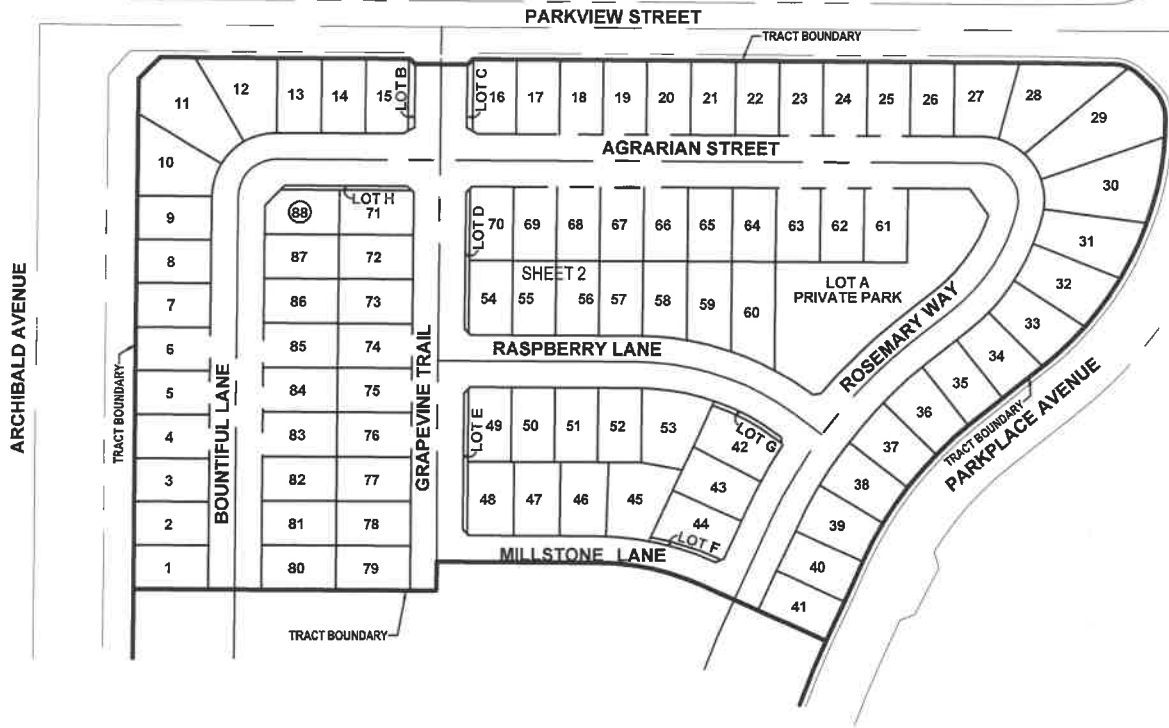 PARKVIEW STREET
TRACT BOUNDARY
11 12 13 14 15 LOT B LOT C 16 17 18 19 20 21 22 23 24 25 26 27 28 29
AGRARIAN STREET
10 30
LOT H
9 88 71 LOT D 70 69 68 67 66 65 64 63 62 61 31
8 87 72 SHEET 2 32
LOT A
PRIVATE PARK
7 86 73 54 55 56 57 58 59 60 33
ROSEMARY WAY
ARCHIBALD AVENUE
6 85 74 34
RASPBERRY LANE
TRACT BOUNDARY
BOUNTIFUL LANE
GRAPEVINE TRAIL
5 84 75 35
4 83 76 LOT E 49 50 51 52 53 LOT G 42 36
TRACT BOUNDARY
PARKPLACE AVENUE
37
3 82 77 43 38
2 81 78 48 47 46 45 44 39
LOT F
MILLSTONE LANE
1 80 79 40
41
TRACT BOUNDARY